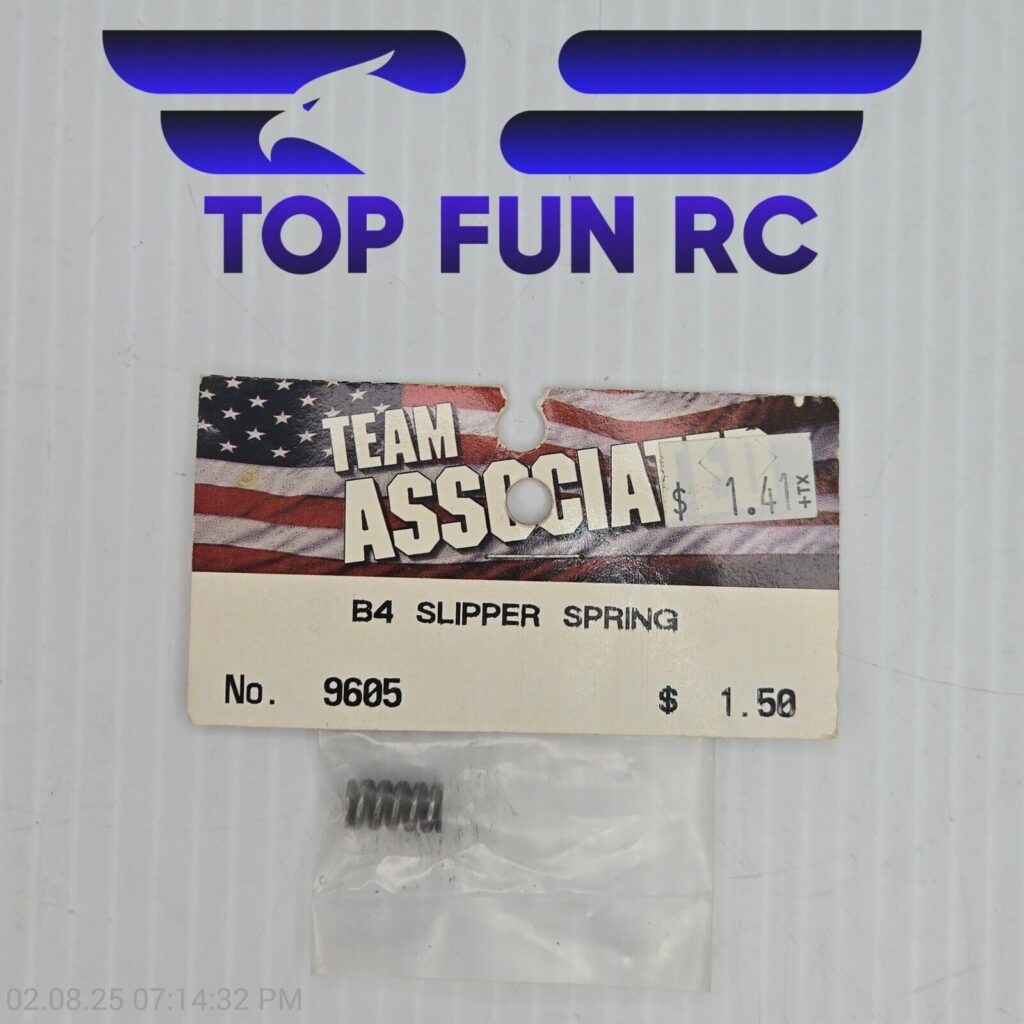 TOP FUN RC
TEAM
ASSOCIATED
$ 1.41 +TX
B4 SLIPPER SPRING
No. 9605 $ 1.50
02.08.25 07:14:32 PM